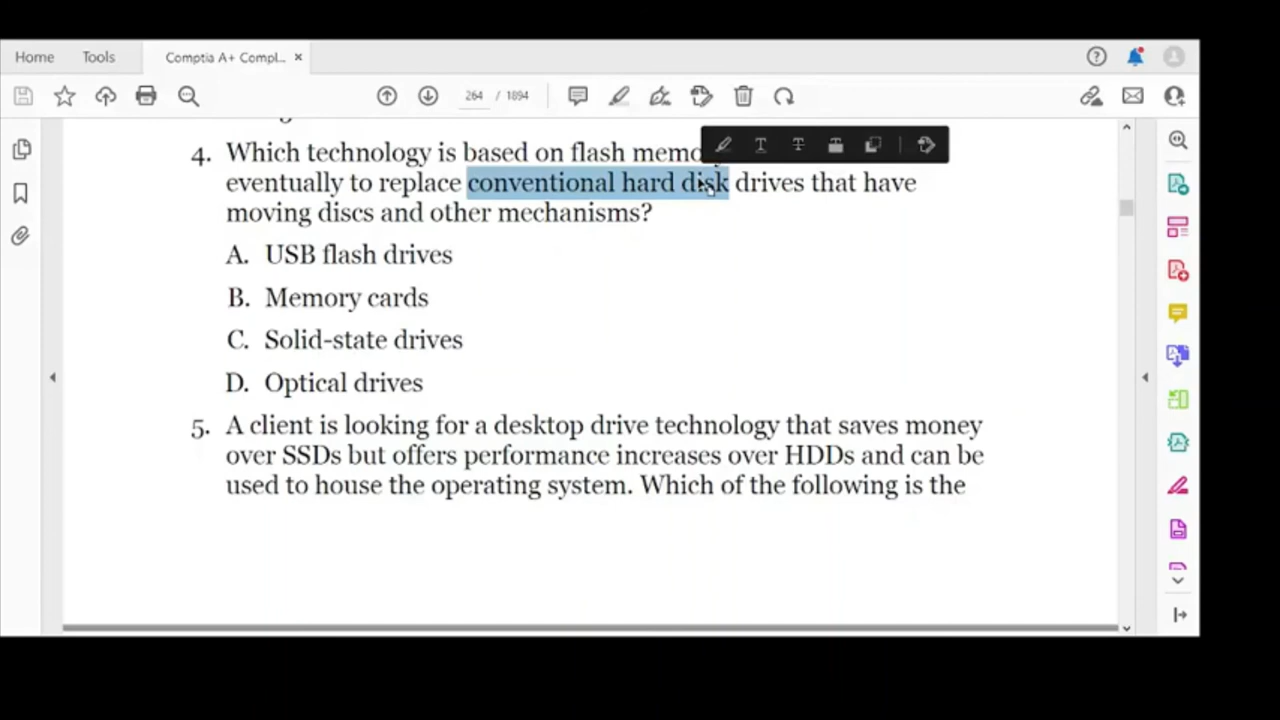 Home Tools Comptia A+ Compl... ×
264 / 1894
4. Which technology is based on flash
eventually to replace conventional hard disk drives that have
moving discs and other mechanisms?
A. USB flash drives
B. Memory cards
C. Solid-state drives
D. Optical drives
5. A client is looking for a desktop drive technology that saves money
over SSDs but offers performance increases over HDDs and can be
used to house the operating system. Which of the following is the